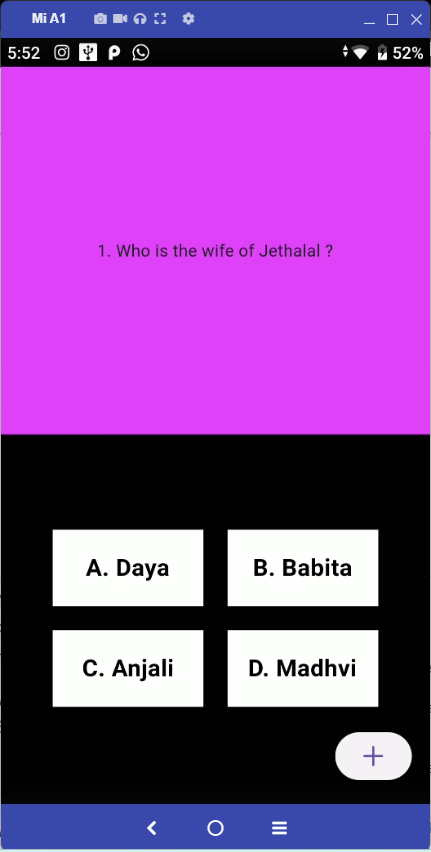 Mi A1
5:52
52%
1. Who is the wife of Jethalal ?
A. Daya
B. Babita
C. Anjali
D. Madhvi